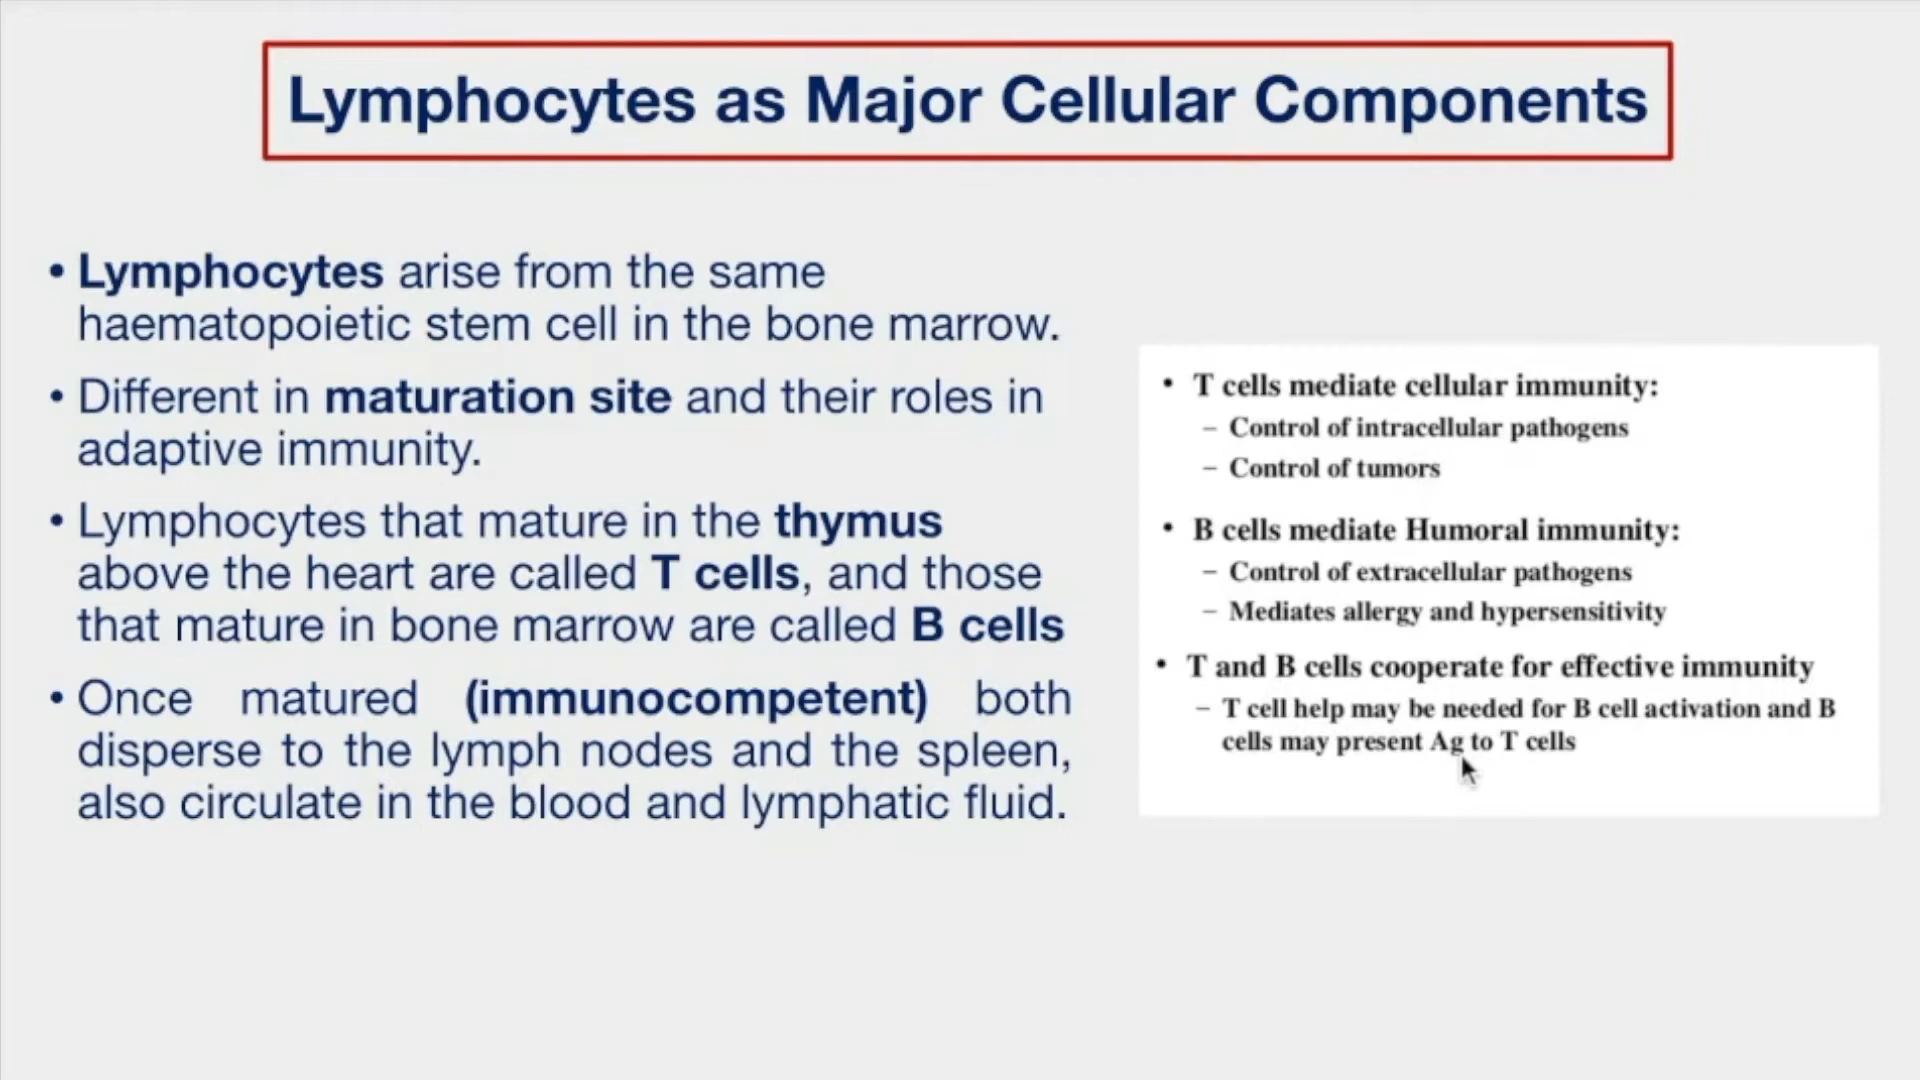 Lymphocytes as Major Cellular Components
• Lymphocytes arise from the same
haematopoietic stem cell in the bone marrow.
• Different in maturation site and their roles in
adaptive immunity.
• Lymphocytes that mature in the thymus
above the heart are called T cells, and those
that mature in bone marrow are called B cells
• Once matured (immunocompetent) both
disperse to the lymph nodes and the spleen,
also circulate in the blood and lymphatic fluid.
• T cells mediate cellular immunity:
– Control of intracellular pathogens
– Control of tumors
• B cells mediate Humoral immunity:
– Control of extracellular pathogens
– Mediates allergy and hypersensitivity
• T and B cells cooperate for effective immunity
– T cell help may be needed for B cell activation and B
cells may present Ag to T cells